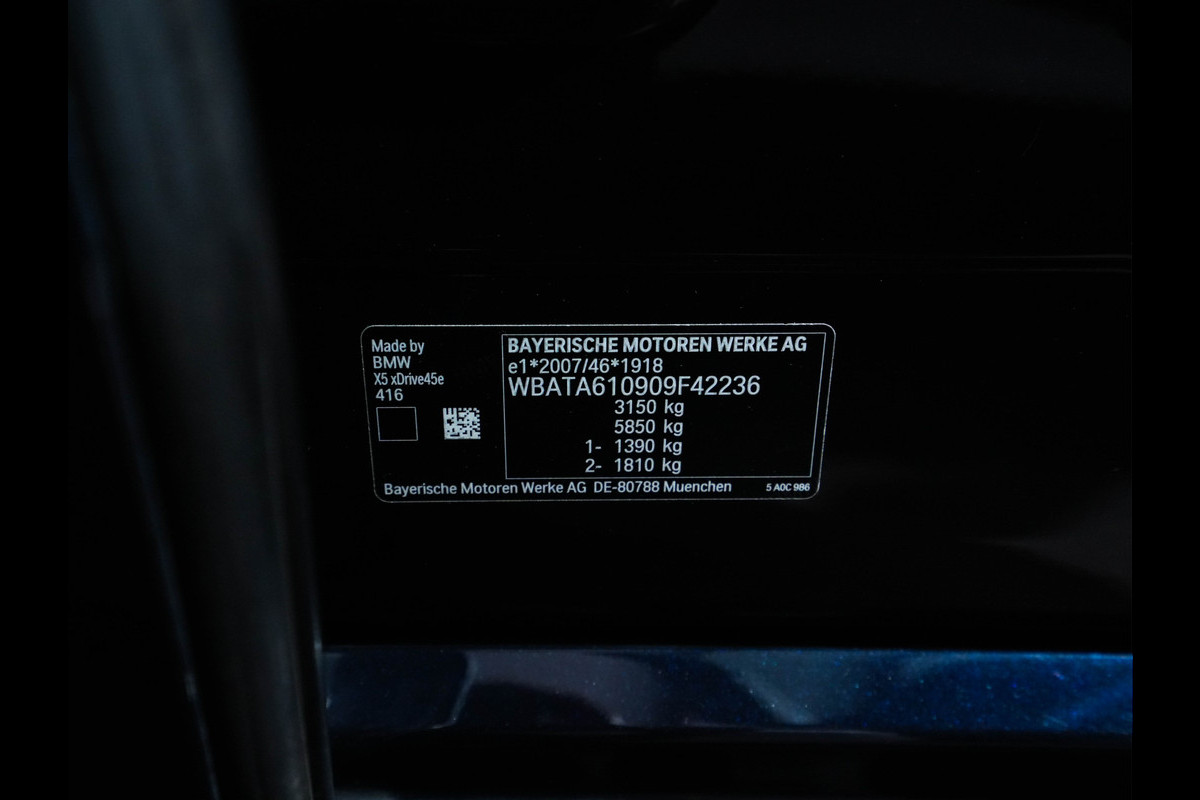 Made by
BMW
X5 xDrive45e
416
BAYERISCHE MOTOREN WERKE AG
e1*2007/46*1918
WBATA610909F42236
3150 kg
5850 kg
1- 1390 kg
2- 1810 kg
Bayerische Motoren Werke AG DE-80788 Muenchen 5 A0C 986